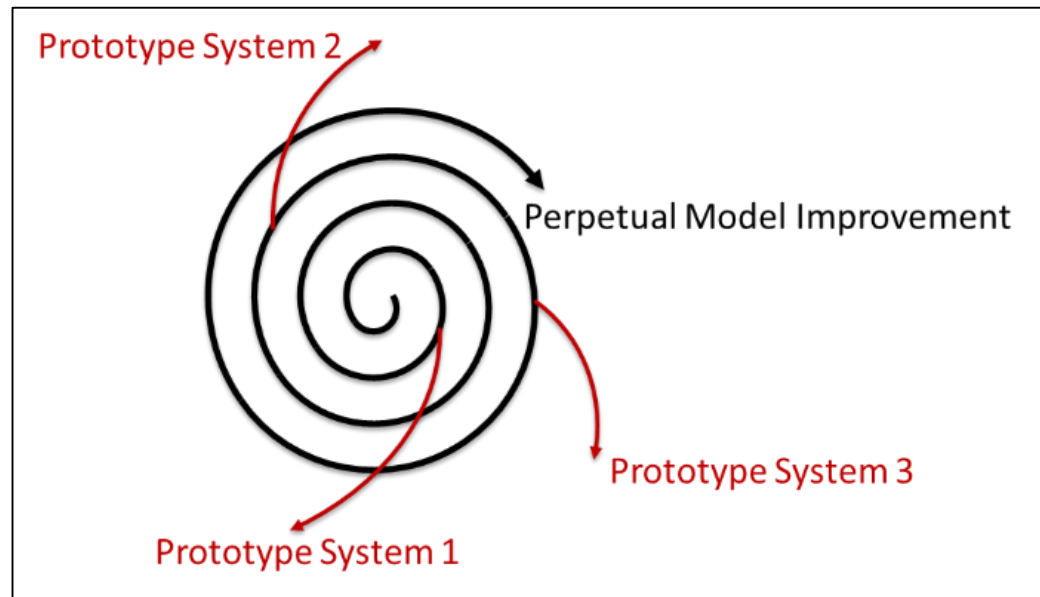 Prototype System 2
Perpetual Model Improvement
Prototype System 3
Prototype System 1